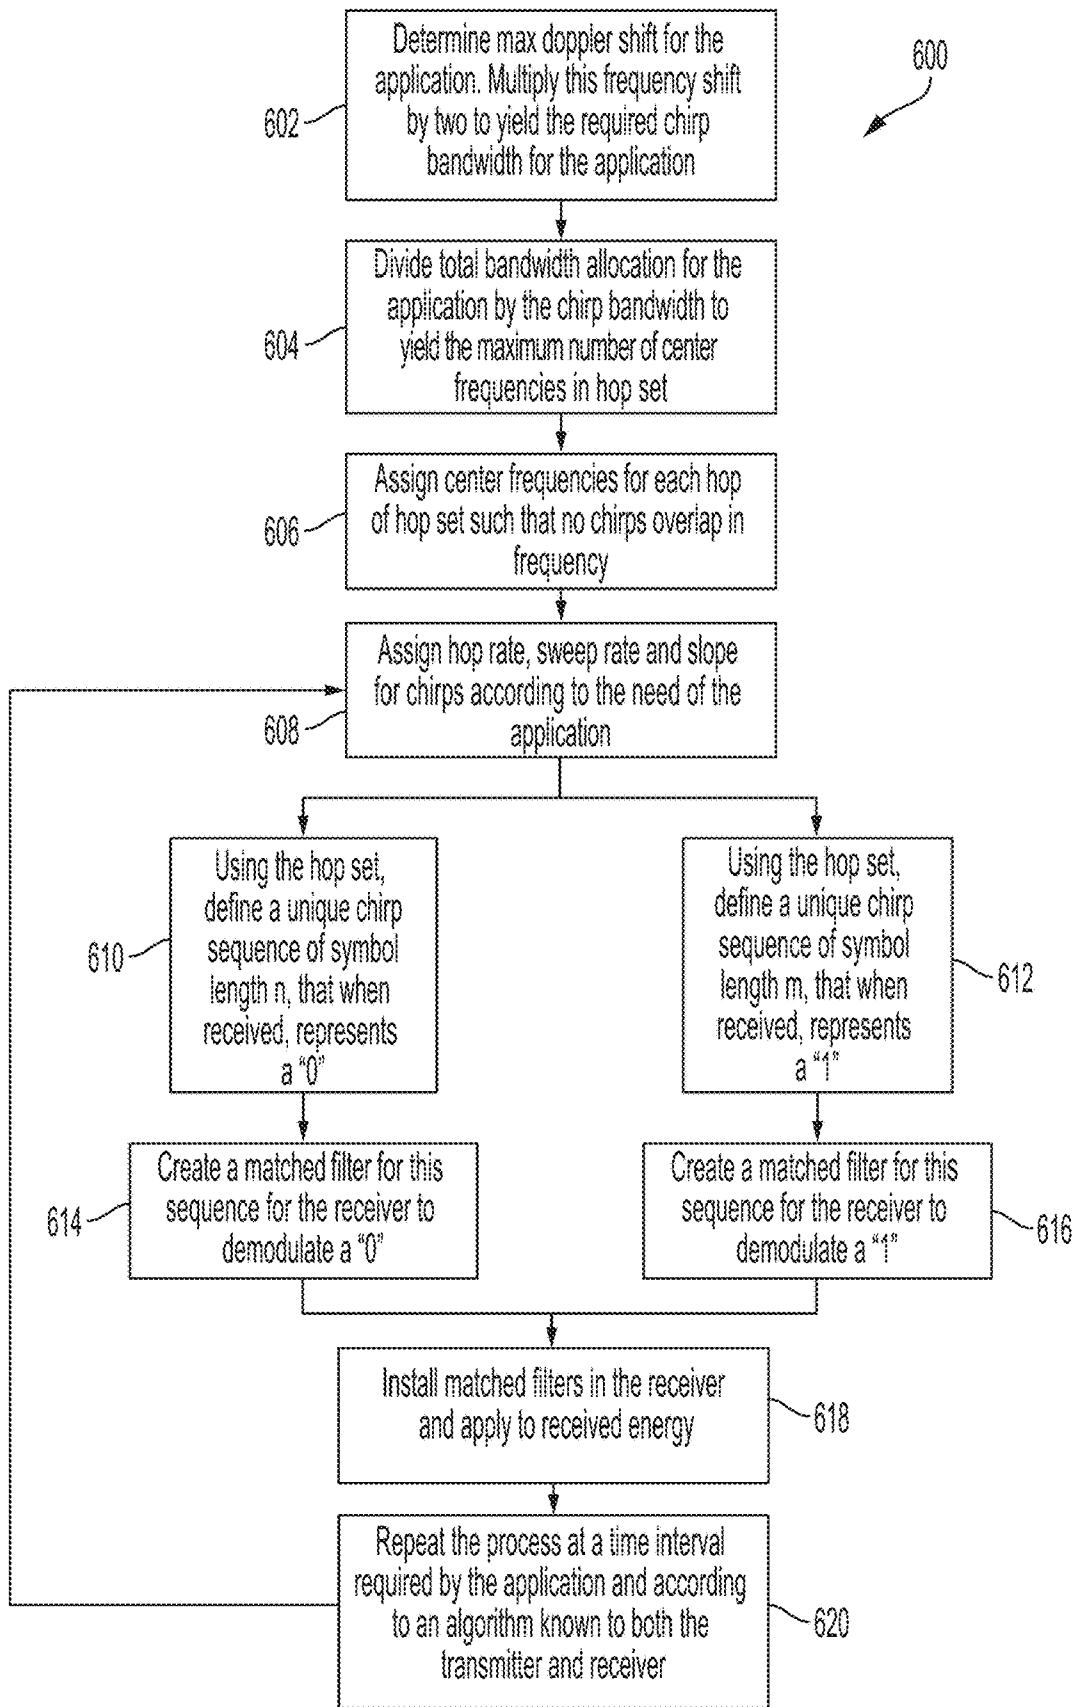 Determine max doppler shift for the
application. Multiply this frequency shift
by two to yield the required chirp
bandwidth for the application
600
602
Divide total bandwidth allocation for the
application by the chirp bandwidth to
yield the maximum number of center
frequencies in hop set
604
Assign center frequencies for each hop
of hop set such that no chirps overlap in
frequency
606
Assign hop rate, sweep rate and slope
for chirps according to the need of the
application
608
Using the hop set,
define a unique chirp
sequence of symbol
length n, that when
received, represents
a “0”
610
Using the hop set,
define a unique chirp
sequence of symbol
length m, that when
received, represents
a “1”
612
Create a matched filter for this
sequence for the receiver to
demodulate a “0”
614
Create a matched filter for this
sequence for the receiver to
demodulate a “1”
616
Install matched filters in the receiver
and apply to received energy
618
Repeat the process at a time interval
required by the application and according
to an algorithm known to both the
transmitter and receiver
620